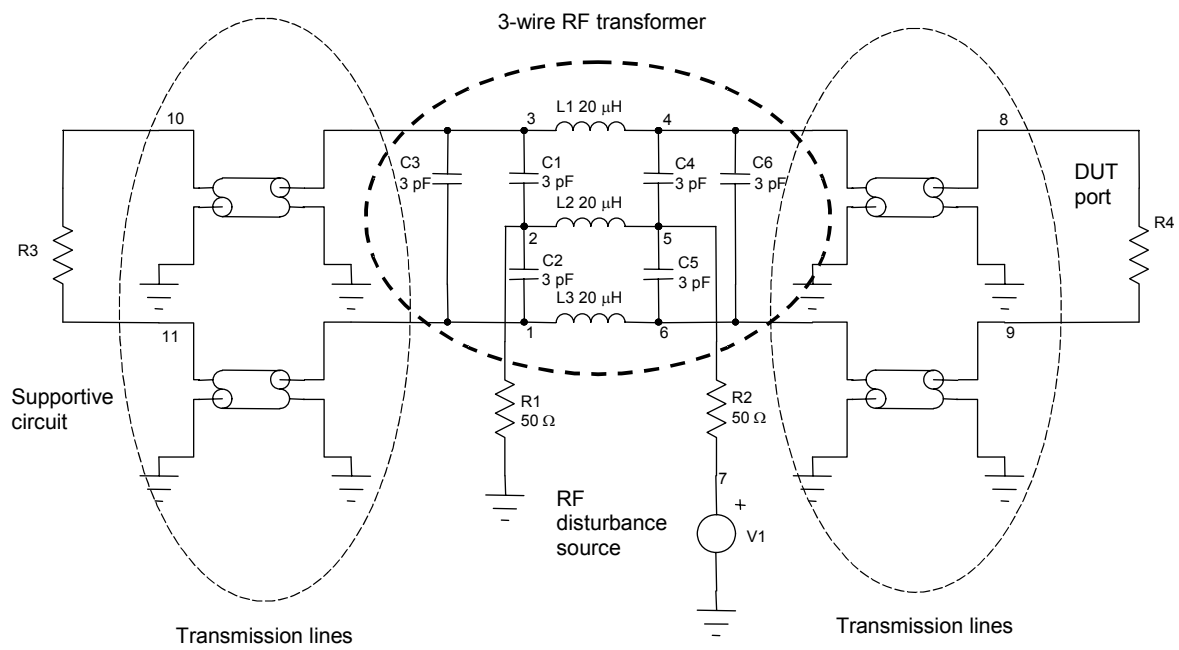 3-wire RF transformer
L1 20 μH
10
3
4
8
C3
3 pF
C1
3 pF
C4
3 pF
C6
3 pF
DUT
port
L2 20 μH
R3
2
5
R4
C2
3 pF
C5
3 pF
L3 20 μH
11
1
6
9
Supportive
circuit
R1
50 Ω
R2
50 Ω
7
RF
disturbance
source
+
V1
Transmission lines
Transmission lines